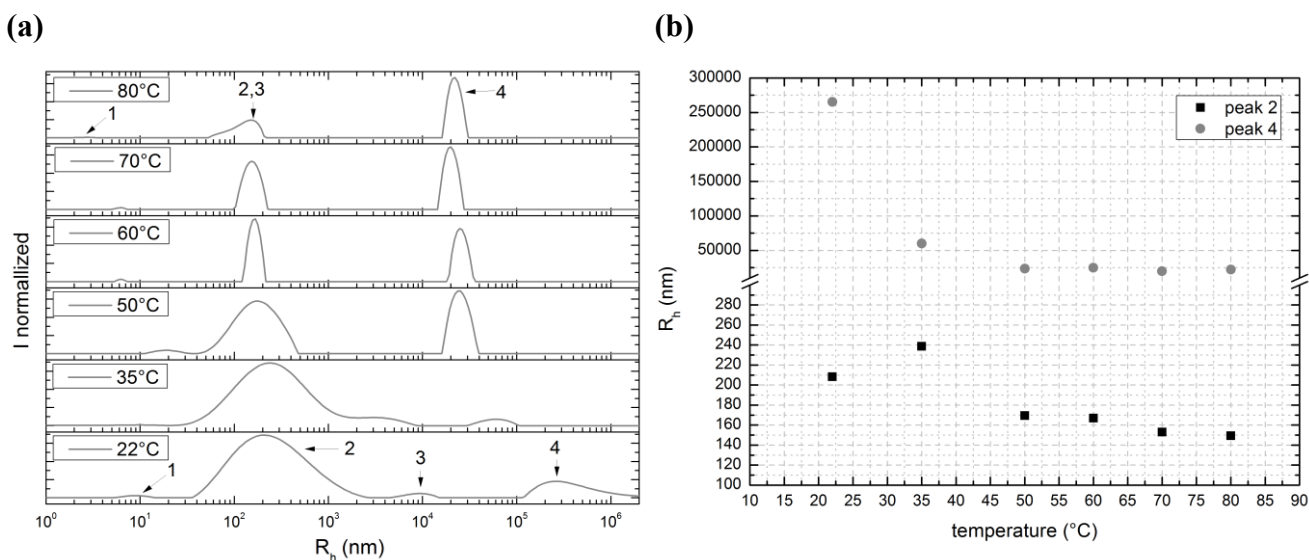 (a)
(b)
80°C
1
2,3
4
70°C
60°C
50°C
35°C
22°C
1
2
3
4
I normallized
10^0 10^1 10^2 10^3 10^4 10^5 10^6
R_h (nm)
300000
250000
200000
150000
100000
50000
280
260
240
220
200
180
160
140
120
100
R_h (nm)
peak 2
peak 4
10 15 20 25 30 35 40 45 50 55 60 65 70 75 80 85 90
temperature (°C)